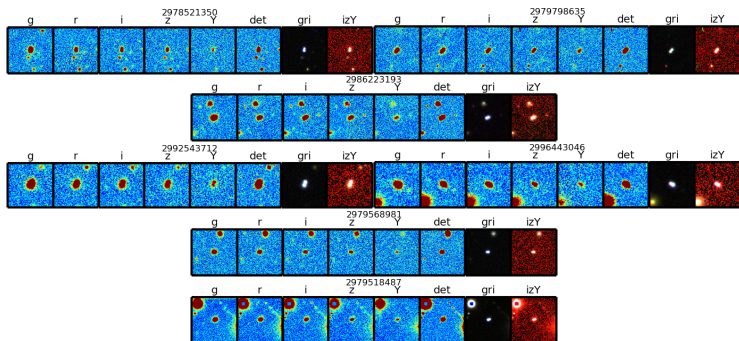 2978521350 2979798635
g r i z Y det gri izY g r i z Y det gri izY
2986223193
g r i z Y det gri izY
2992543712 2996443046
g r i z Y det gri izY g r i z Y det gri izY
2979568981
g r i z Y det gri izY
2979518487
g r i z Y det gri izY